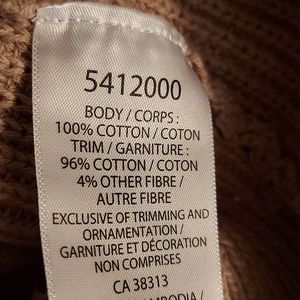 5412000
BODY / CORPS :
100% COTTON / COTON
TRIM / GARNITURE :
96% COTTON / COTON
4% OTHER FIBRE /
AUTRE FIBRE
EXCLUSIVE OF TRIMMING AND
ORNAMENTATION /
GARNITURE ET DÉCORATION
NON COMPRISES
CA 38313